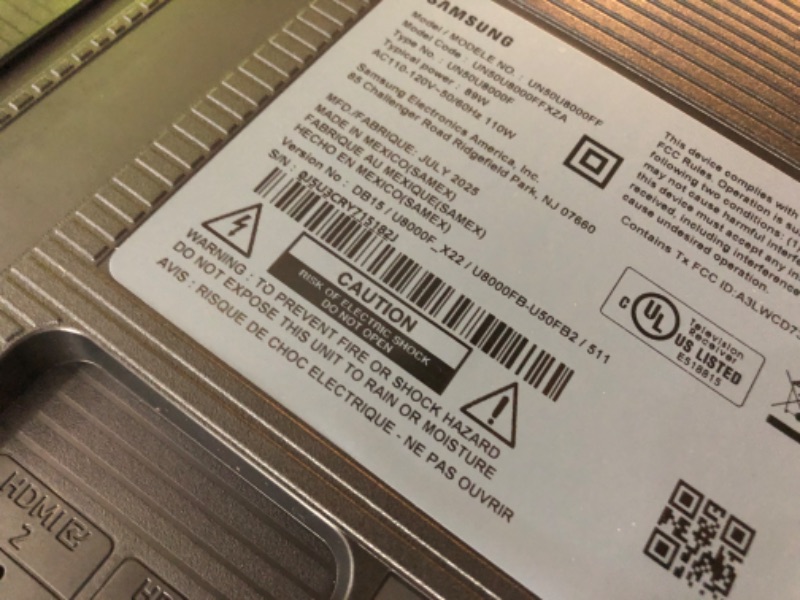 SAMSUNG
Model / MODELE NO. : UN50U8000FF
Model Code : UN50U8000FFXZA
Type No : UN50U8000F
Typical power : 89W
AC110-120V~50/60Hz 110W
Samsung Electronics America, Inc.
85 Challenger Road Ridgefield Park, NJ 07660
MFD./FABRIQUE: JULY 2025
MADE IN MEXICO(SAMEX)
FABRIQUE AU MEXIQUE(SAMEX)
HECHO EN MEXICO(SAMEX)
Version No : DB15 / U8000F_X22 / U8000FB-U50FB2 / 511
S/N :
CAUTION
RISK OF ELECTRIC SHOCK
DO NOT OPEN
WARNING : TO PREVENT FIRE OR SHOCK HAZARD
DO NOT EXPOSE THIS UNIT TO RAIN OR MOISTURE
AVIS : RISQUE DE CHOC ELECTRIQUE - NE PAS OUVRIR
This device complies with
FCC Rules. Operation is
following two conditions: (1)
may not cause harmful
this device must accept any
received, including interference
cause undesired operation.
Contains Tx FCC ID:
C UL US LISTED
Television
Receiver
E518815
HDMI
2